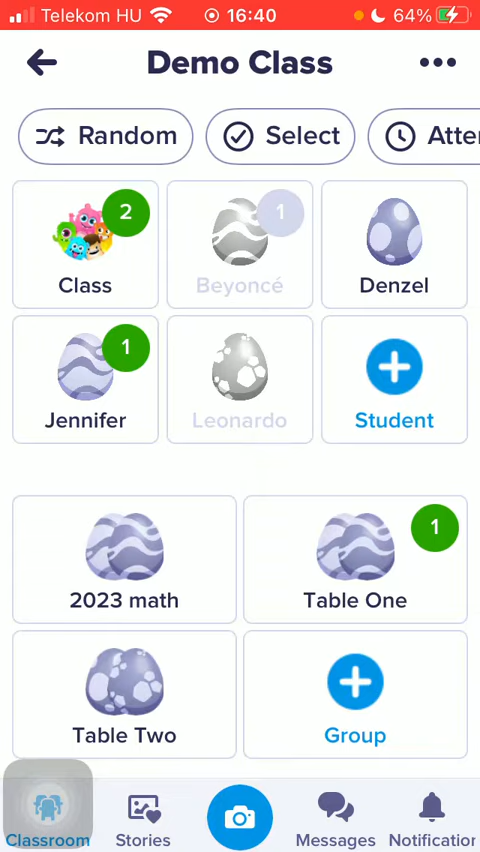 Telekom HU 16:40 64%
Demo Class
Random Select Atte
2 1
Class Beyoncé Denzel
1
Jennifer Leonardo Student
1
2023 math Table One
Table Two Group
Classroom Stories Messages Notification